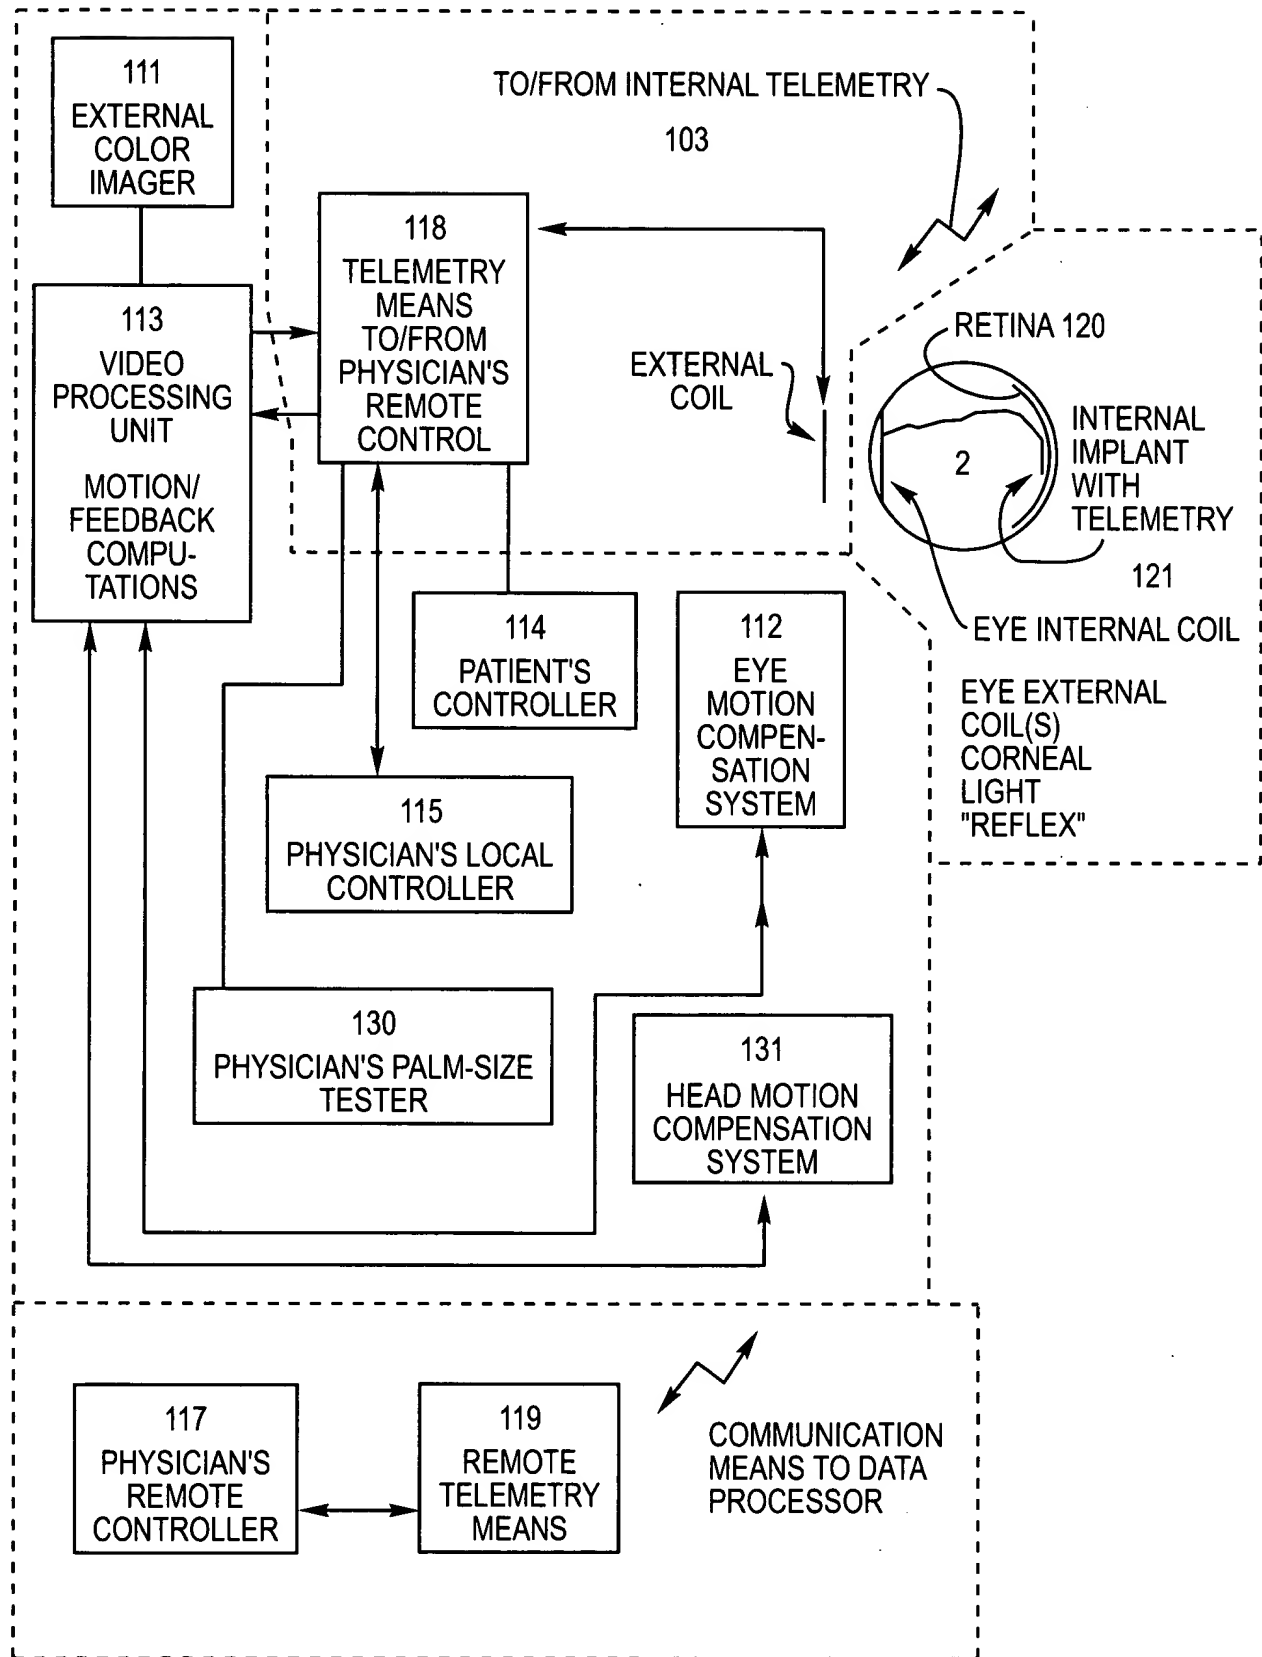 111
EXTERNAL
COLOR
IMAGER
TO/FROM INTERNAL TELEMETRY
103
118
TELEMETRY
MEANS
TO/FROM
PHYSICIAN'S
REMOTE
CONTROL
113
VIDEO
PROCESSING
UNIT
MOTION/
FEEDBACK
COMPU-
TATIONS
EXTERNAL
COIL
RETINA 120
2
INTERNAL
IMPLANT
WITH
TELEMETRY
121
EYE INTERNAL COIL
EYE EXTERNAL
COIL(S)
CORNEAL
LIGHT
"REFLEX"
114
PATIENT'S
CONTROLLER
112
EYE
MOTION
COMPEN-
SATION
SYSTEM
115
PHYSICIAN'S LOCAL
CONTROLLER
130
PHYSICIAN'S PALM-SIZE
TESTER
131
HEAD MOTION
COMPENSATION
SYSTEM
117
PHYSICIAN'S
REMOTE
CONTROLLER
119
REMOTE
TELEMETRY
MEANS
COMMUNICATION
MEANS TO DATA
PROCESSOR